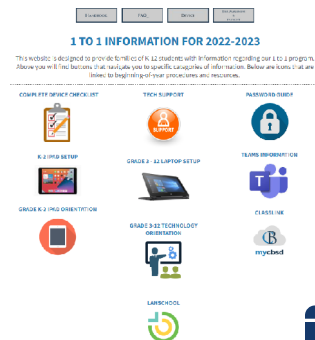 FAQ
1 TO 1 INFORMATION FOR 2022-2023
This website is designed to provide families of K-12 students with information regarding our 1 to 1 program.
Above you will find buttons that navigate you to specific categories of information. Below are icons that are
linked to beginning-of-year procedures and resources.
COMPLETE DEVICE CHECKLIST
TECH SUPPORT
PASSWORD GUIDE
SUPPORT
K-2 IPAD SETUP
GRADE 3 - 12 LAPTOP SETUP
TEAMS INFORMATION
T
GRADE K-2 IPAD ORIENTATION
GRADE 3-12 TECHNOLOGY
ORIENTATION
CLASSLINK
B
mycbsd
LANSCHOOL